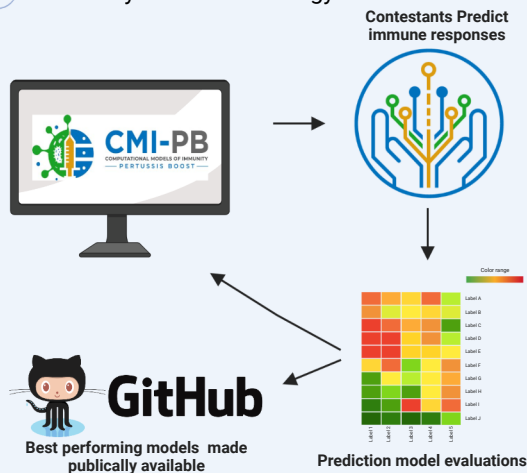 Contestants Predict
immune responses
CMI-PB
COMPUTATIONAL MODELS OF IMMUNITY
PERTUSSIS BOOST
Color range
Label A
Label B
Label C
Label D
Label E
Label F
Label G
Label H
Label I
Label J
Label 1
Label 2
Label 3
Label 4
Label 5
GitHub
Best performing models made
publically available
Prediction model evaluations